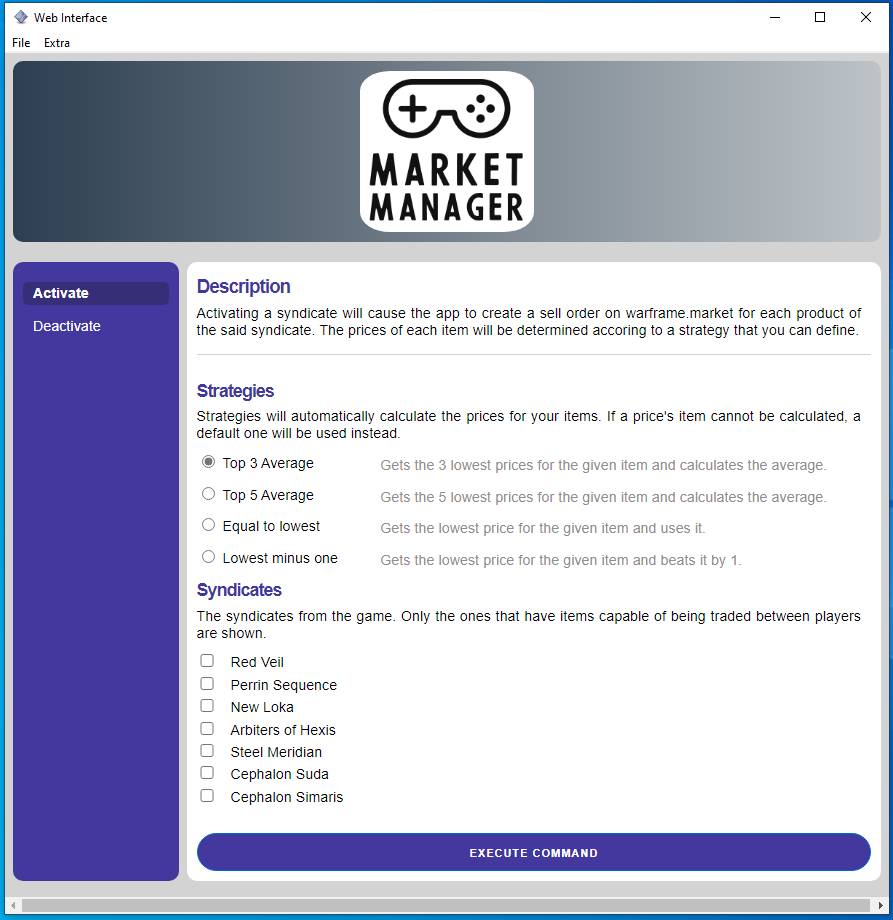 Web Interface
File Extra
MARKET
MANAGER
Activate
Deactivate
Description
Activating a syndicate will cause the app to create a sell order on warframe.market for each product of
the said syndicate. The prices of each item will be determined accoring to a strategy that you can define.
Strategies
Strategies will automatically calculate the prices for your items. If a price's item cannot be calculated, a
default one will be used instead.
Top 3 Average Gets the 3 lowest prices for the given item and calculates the average.
Top 5 Average Gets the 5 lowest prices for the given item and calculates the average.
Equal to lowest Gets the lowest price for the given item and uses it.
Lowest minus one Gets the lowest price for the given item and beats it by 1.
Syndicates
The syndicates from the game. Only the ones that have items capable of being traded between players
are shown.
Red Veil
Perrin Sequence
New Loka
Arbiters of Hexis
Steel Meridian
Cephalon Suda
Cephalon Simaris
EXECUTE COMMAND